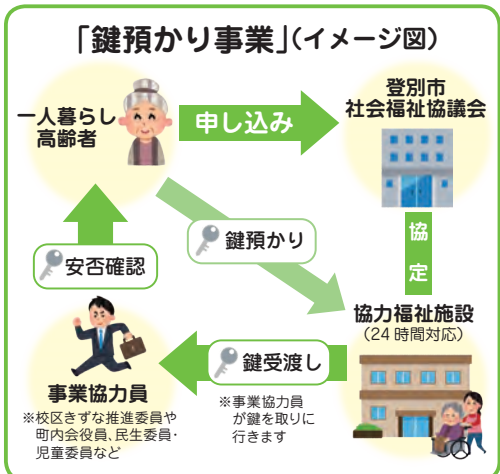 「鍵預かり事業」(イメージ図)
一人暮らし
高齢者
申し込み
登別市
社会福祉協議会
鍵預かり
協
定
安否確認
協力福祉施設
(24時間対応)
鍵受渡し
事業協力員
※校区きずな推進委員や
町内会役員、民生委員・
児童委員など
※事業協力員
が鍵を取りに
行きます